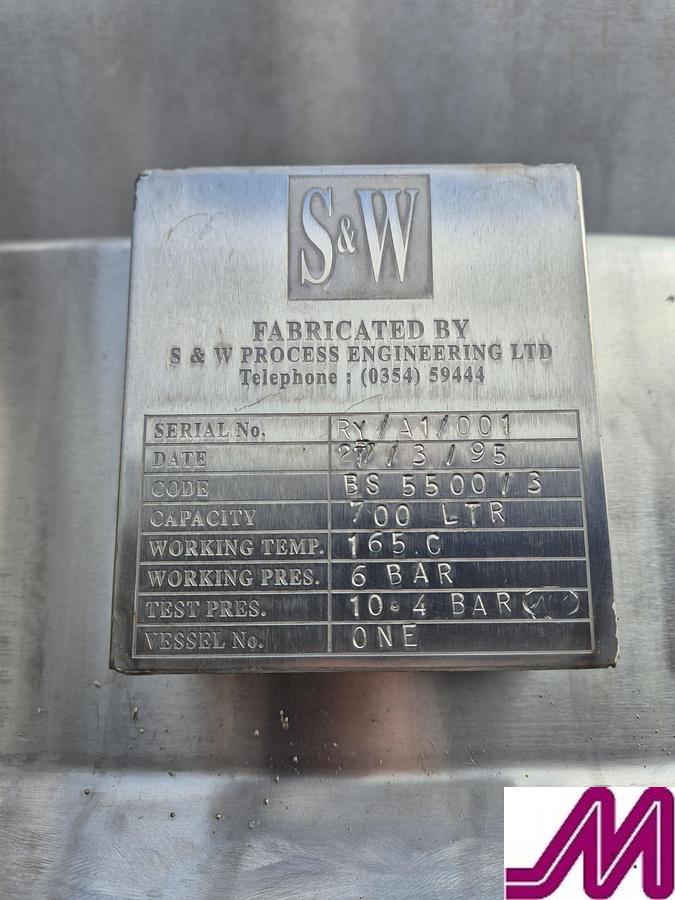 S&W
FABRICATED BY
S & W PROCESS ENGINEERING LTD
Telephone : (0354) 59444
SERIAL No. RY/A1/001
DATE 27/3/95
CODE BS 5500/3
CAPACITY 700 LTR
WORKING TEMP. 165.C
WORKING PRES. 6 BAR
TEST PRES. 10.4 BAR
VESSEL No. ONE
M